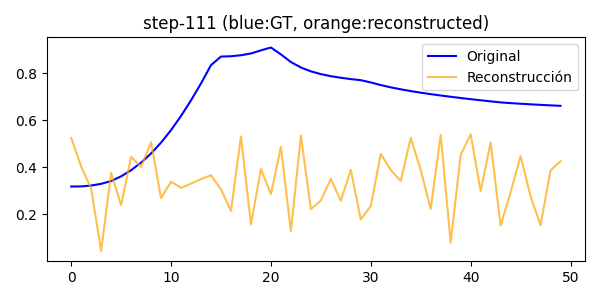 step-111 (blue:GT, orange:reconstructed)
Original
Reconstrucción
0.8
0.6
0.4
0.2
0 10 20 30 40 50